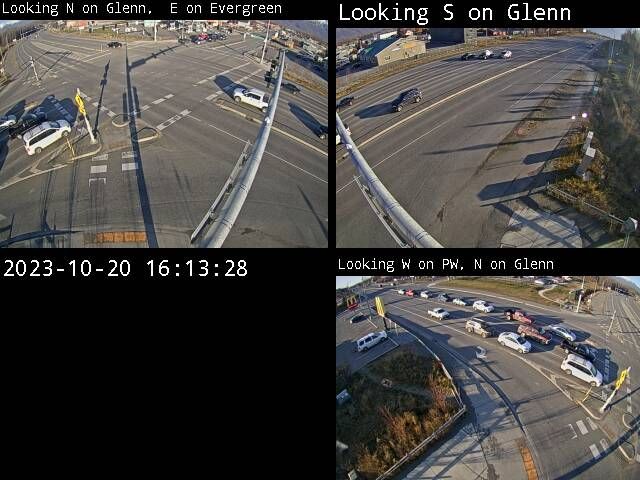 Looking N on Glenn,  E on Evergreen
Looking S on Glenn
2023-10-20 16:13:28
Looking W on PW, N on Glenn